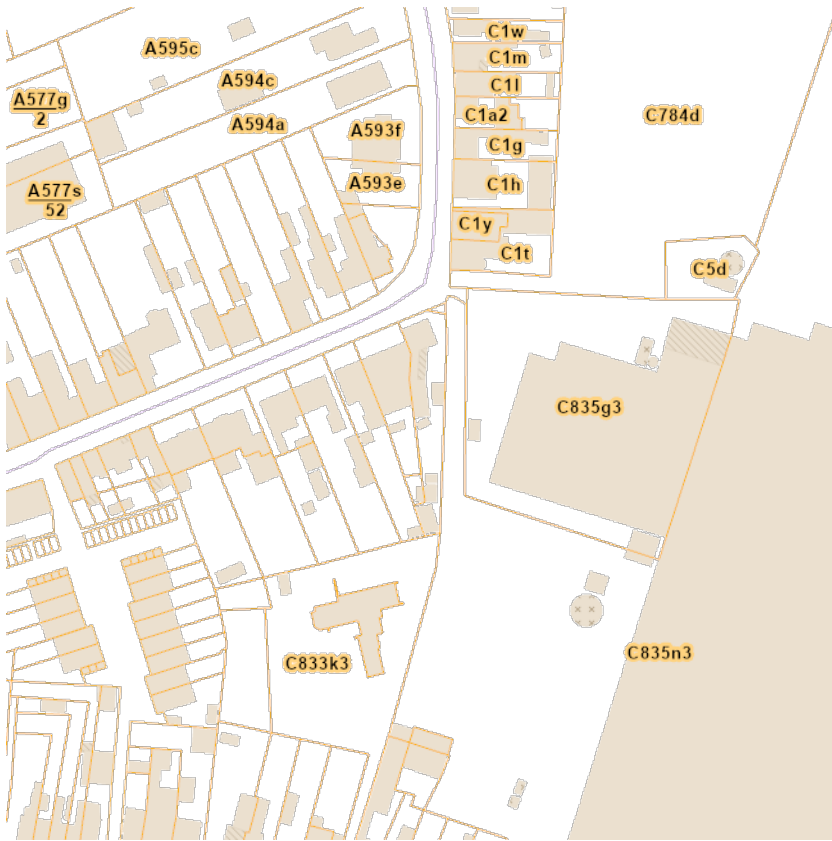 C1w
A595c
C1m
A594c
C1l
A577g
2
C1a2
C784d
A594a
A593f
C1g
A593e
C1h
A577s
52
C1y
C1t
C5d
C835g3
C835n3
C833k3